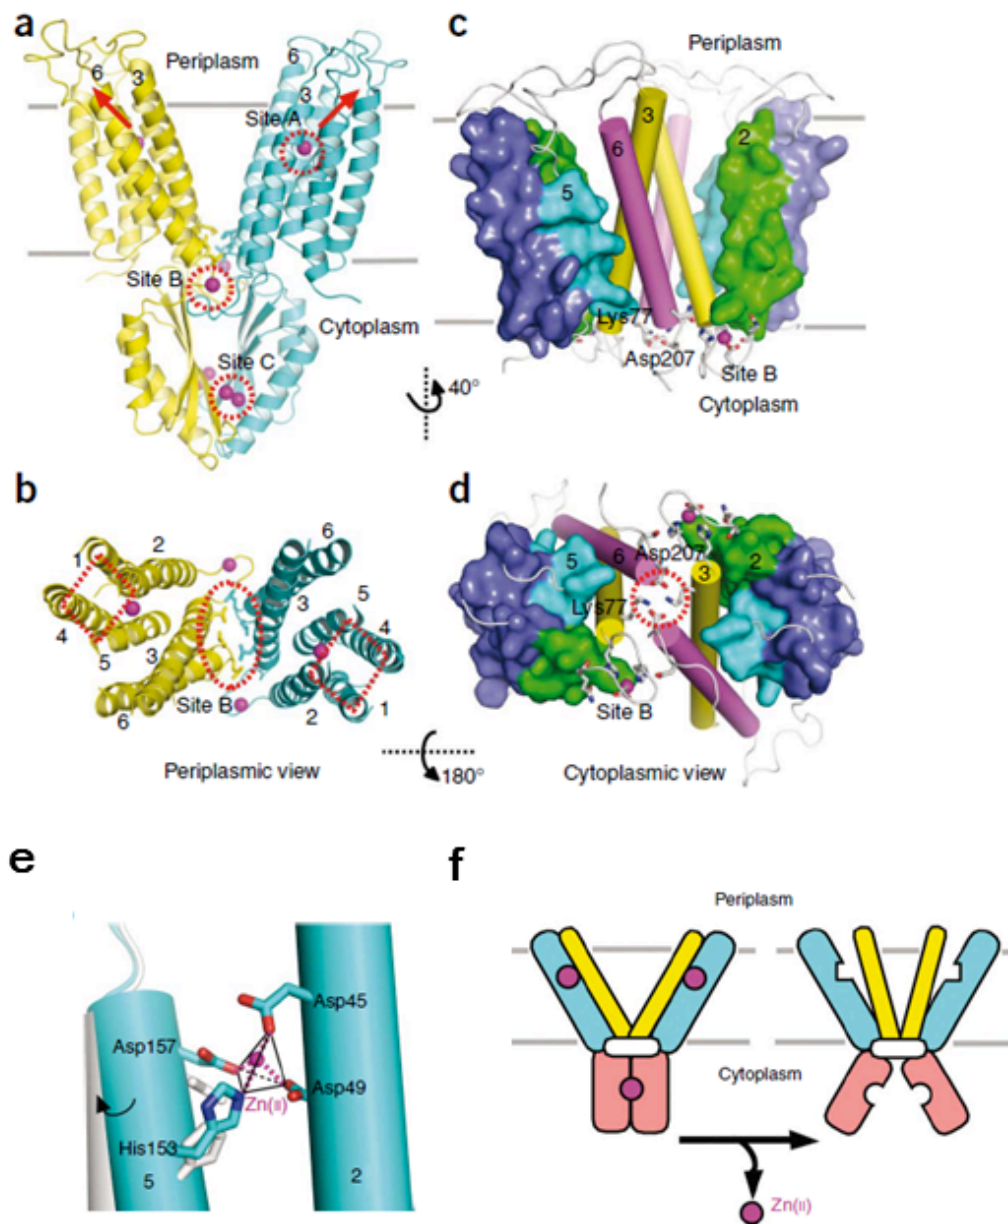 a
Periplasm
6
3
6
3
Site A
Site B
Cytoplasm
Site C
40°
c
Periplasm
3
6
2
5
Lys77
Asp207
Site B
Cytoplasm
b
6
1
2
5
3
4
4
5
3
Site B
2
1
6
Periplasmic view
180°
d
5
6
Asp207
2
3
Lys77
Site B
Cytoplasmic view
e
Asp45
Asp157
Asp49
Zn(II)
His153
5
2
f
Periplasm
Cytoplasm
Zn(II)